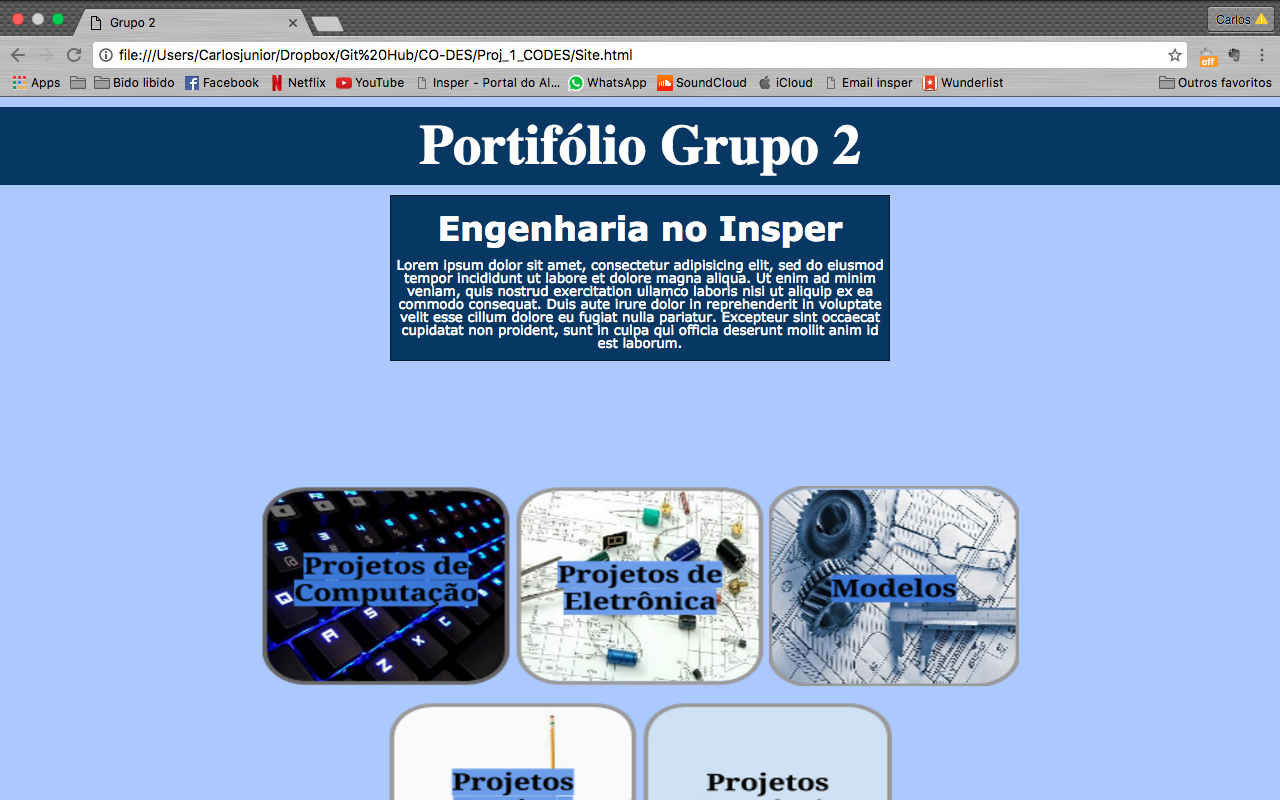 Grupo 2
Carlos
file:///Users/Carlosjunior/Dropbox/Git%20Hub/CO-DES/Proj_1_CODES/Site.html
off
Apps Bido libido Facebook Netflix YouTube Insper - Portal do Al... WhatsApp SoundCloud iCloud Email insper Wunderlist Outros favoritos
Portifólio Grupo 2
Engenharia no Insper
Lorem ipsum dolor sit amet, consectetur adipisicing elit, sed do eiusmod
tempor incididunt ut labore et dolore magna aliqua. Ut enim ad minim
veniam, quis nostrud exercitation ullamco laboris nisi ut aliquip ex ea
commodo consequat. Duis aute irure dolor in reprehenderit in voluptate
velit esse cillum dolore eu fugiat nulla pariatur. Excepteur sint occaecat
cupidatat non proident, sunt in culpa qui officia deserunt mollit anim id
est laborum.
Projetos de
Computação
Projetos de
Eletrônica
Modelos
Projetos
Projetos